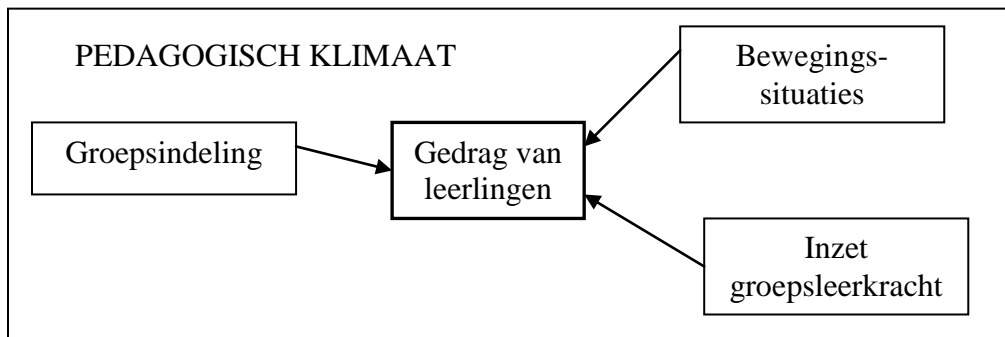 PEDAGOGISCH KLIMAAT
Bewegings-
situaties
Groepsindeling
Gedrag van
leerlingen
Inzet
groepsleerkracht